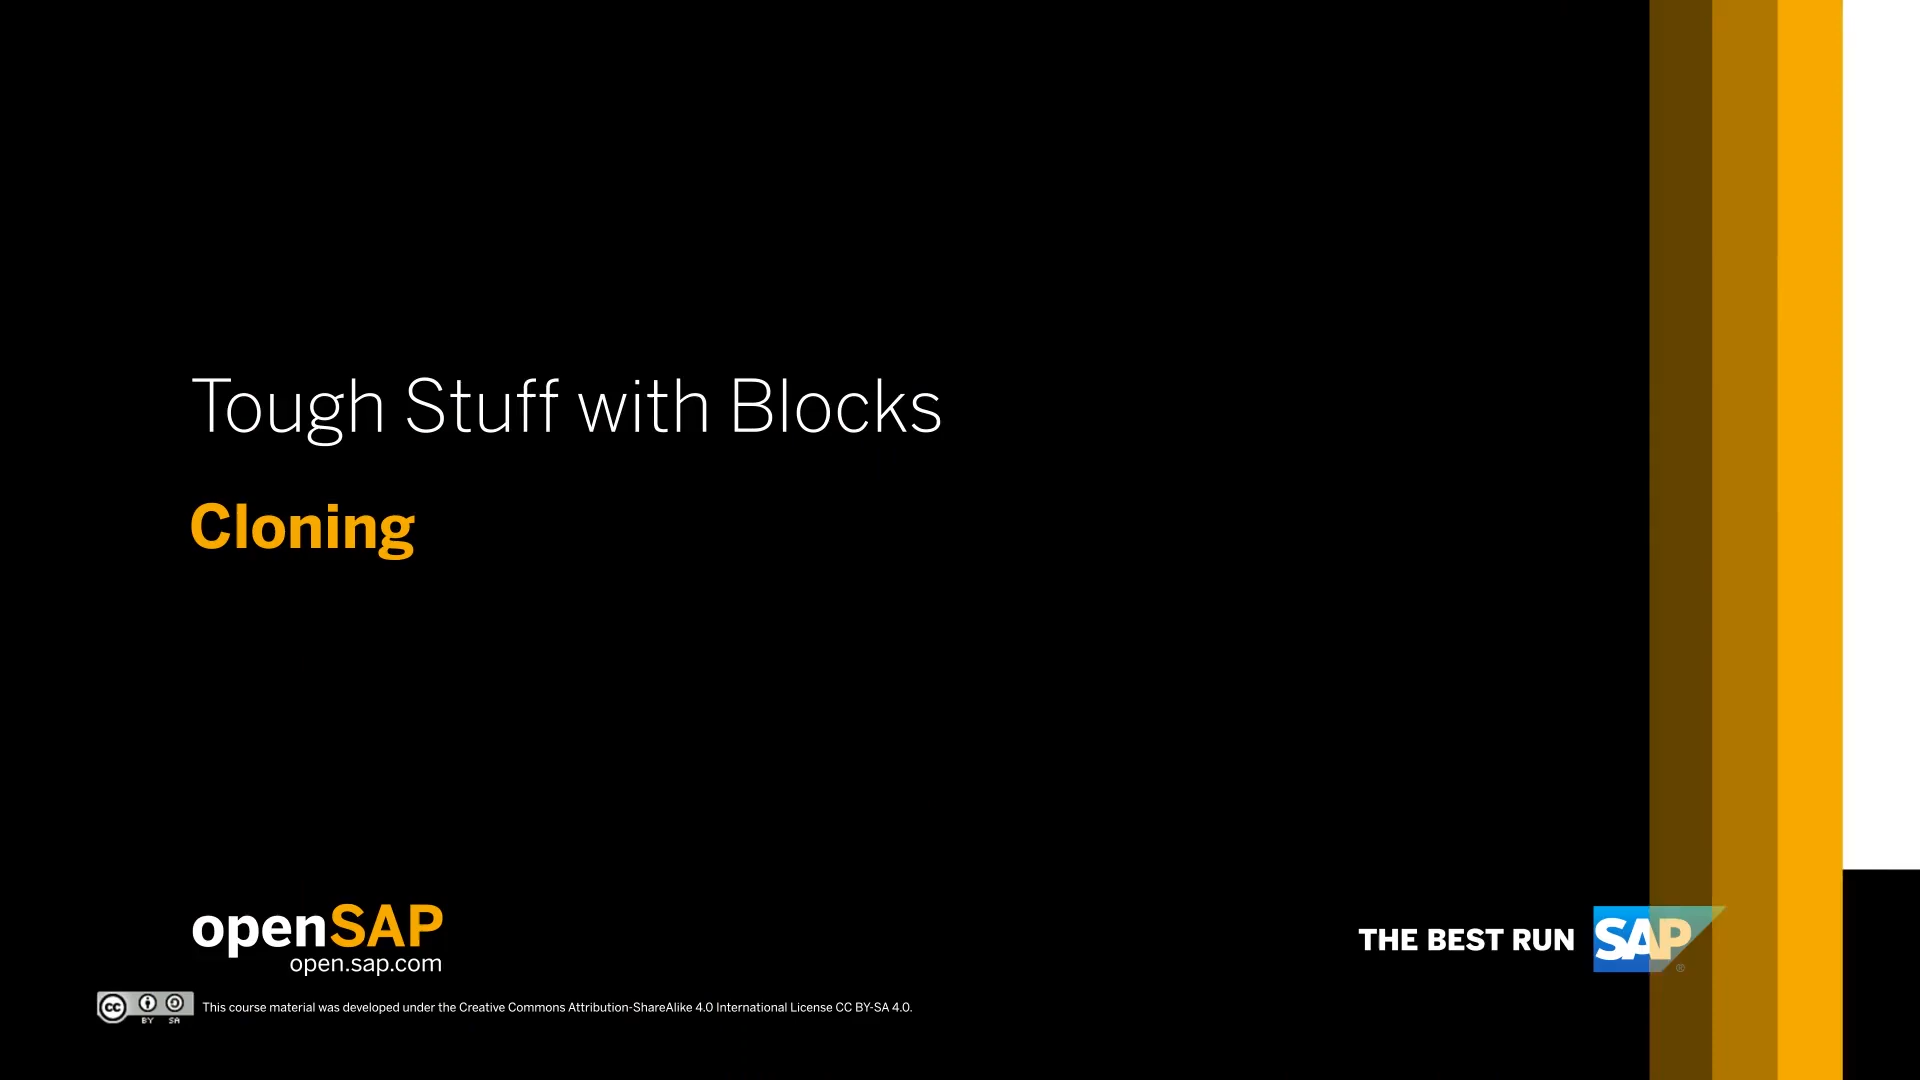 Tough Stuff with Blocks
Cloning
openSAP
open.sap.com
THE BEST RUN SAP ®
cc BY SA This course material was developed under the Creative Commons Attribution-ShareAlike 4.0 International License CC BY-SA 4.0.